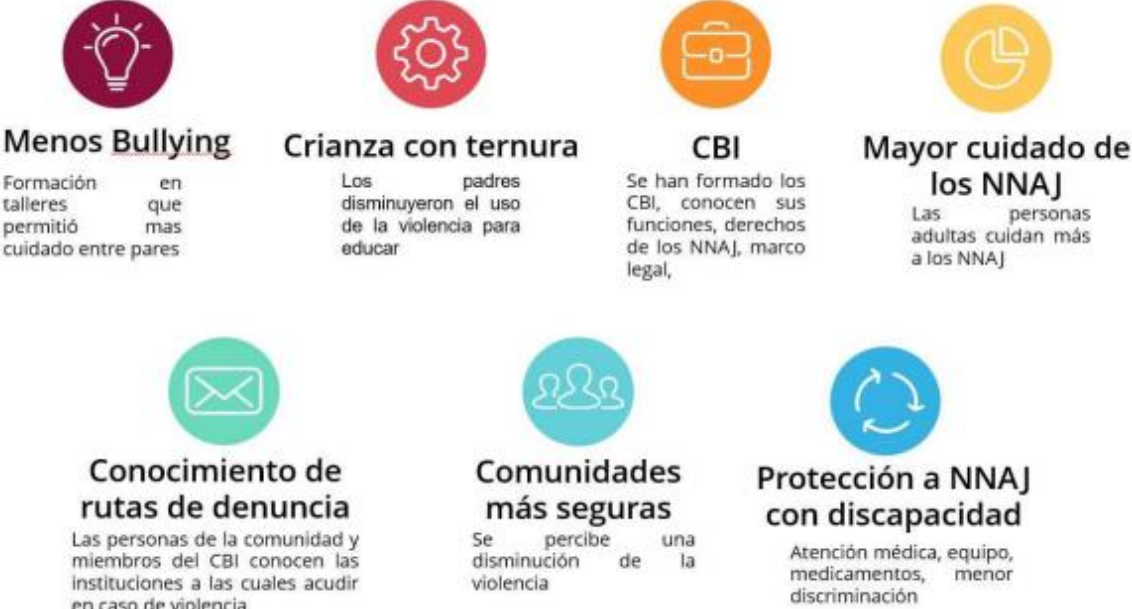 Menos Bullying
Formación en
talleres que
permitió mas
cuidado entre pares
Crianza con ternura
Los padres
disminuyeron el uso
de la violencia para
educar
CBI
Se han formado los
CBI, conocen sus
funciones, derechos
de los NNAJ, marco
legal,
Mayor cuidado de
los NNAJ
Las personas
adultas cuidan más
a los NNAJ
Conocimiento de
rutas de denuncia
Las personas de la comunidad y
miembros del CBI conocen las
instituciones a las cuales acudir
en caso de violencia
Comunidades
más seguras
Se percibe una
disminución de la
violencia
Protección a NNAJ
con discapacidad
Atención médica, equipo,
medicamentos, menor
discriminación